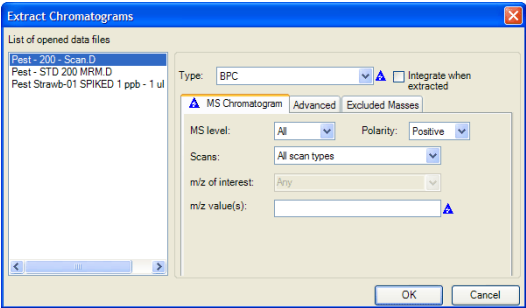 Extract Chromatograms
List of opened data files
Pest - 200 - Scan.D
Pest - STD 200 MRM.D
Pest Strawb-01 SPIKED 1 ppb - 1 ul
Type: BPC Integrate when extracted
MS Chromatogram Advanced Excluded Masses
MS level: All Polarity: Positive
Scans: All scan types
m/z of interest: Any
m/z value(s):
OK Cancel